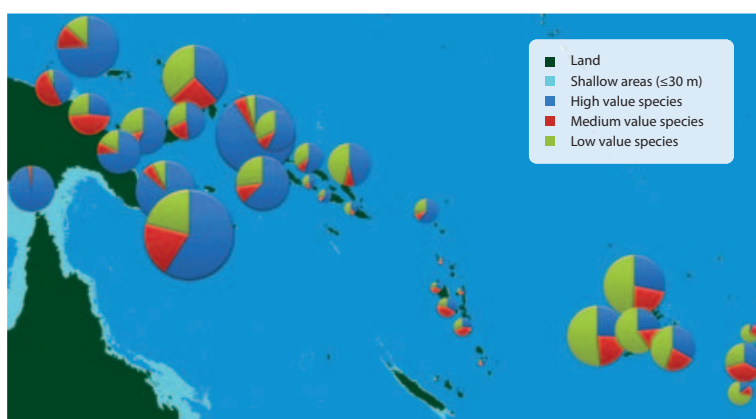 Land
Shallow areas (≤30 m)
High value species
Medium value species
Low value species